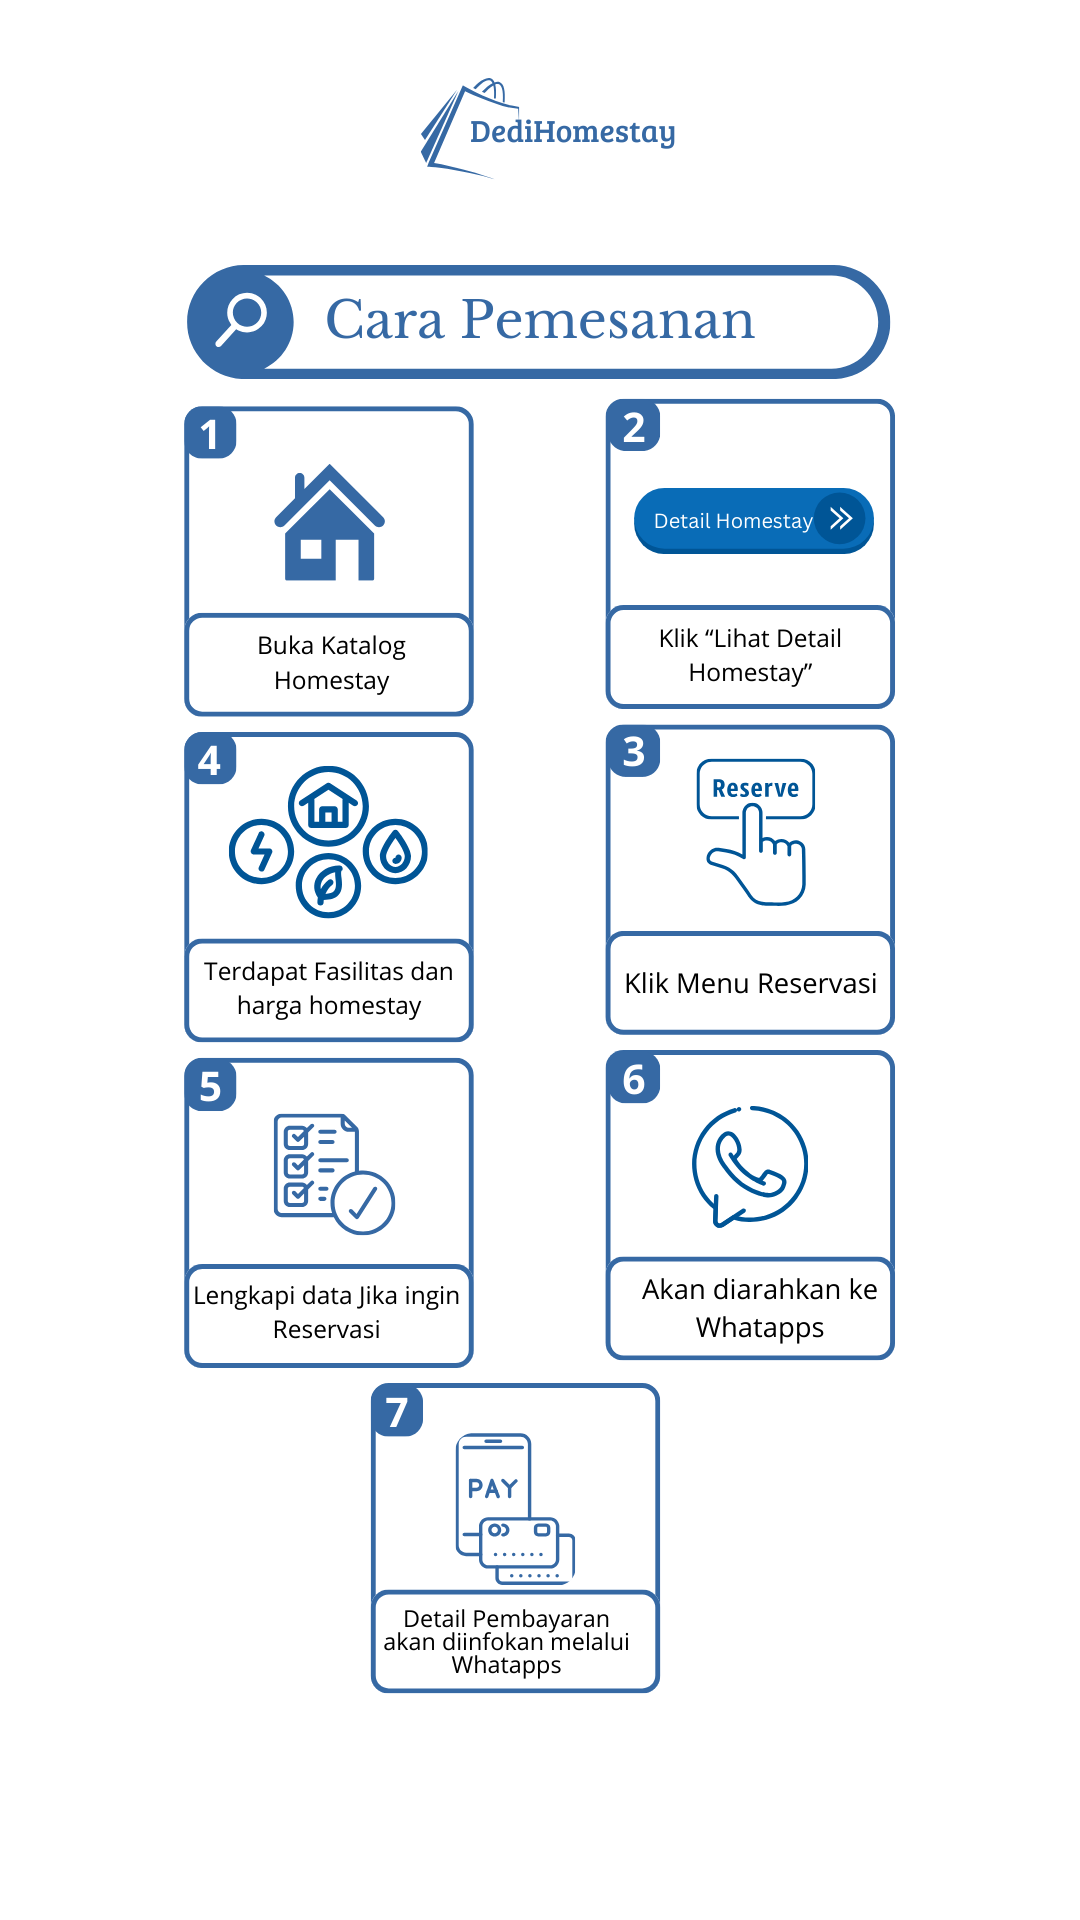 DediHomestay
Cara Pemesanan
1
Buka Katalog
Homestay
2
Detail Homestay
Klik “Lihat Detail
Homestay”
4
Terdapat Fasilitas dan
harga homestay
3
Reserve
Klik Menu Reservasi
5
Lengkapi data Jika ingin
Reservasi
6
Akan diarahkan ke
Whatapps
7
PAY
Detail Pembayaran
akan diinfokan melalui
Whatapps